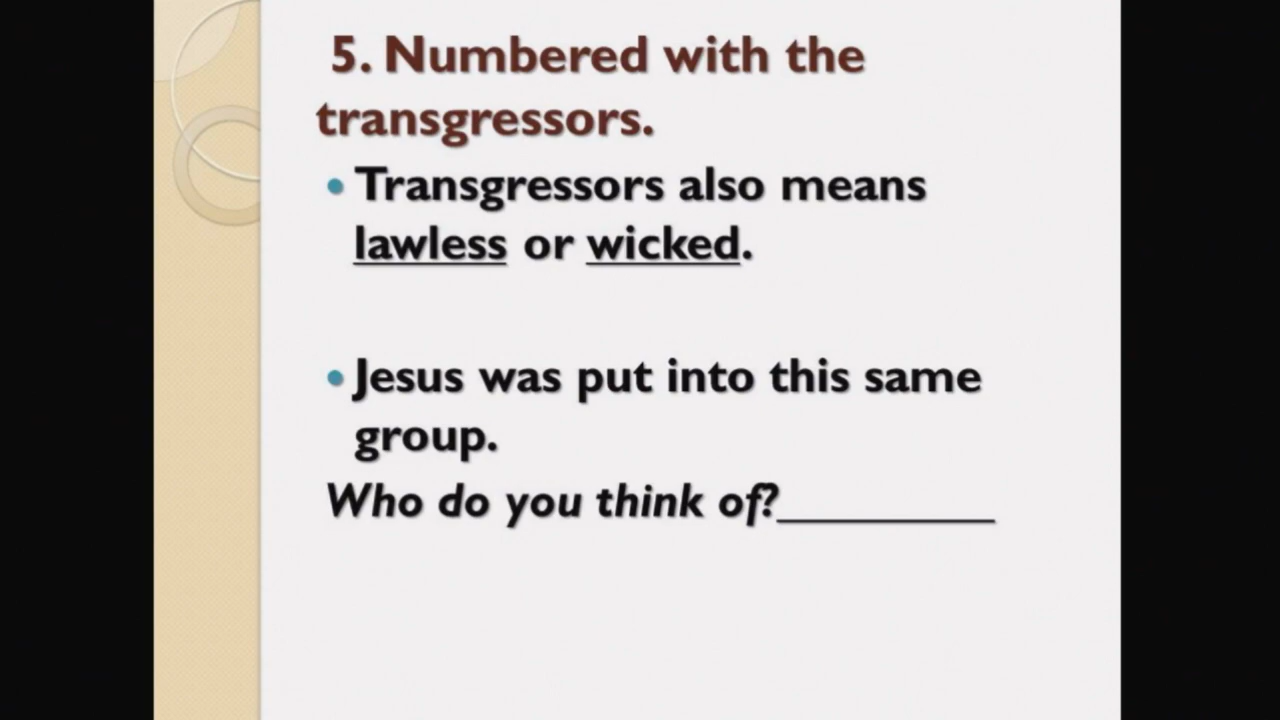 5. Numbered with the
transgressors.
• Transgressors also means
lawless or wicked.
• Jesus was put into this same
group.
Who do you think of?_________